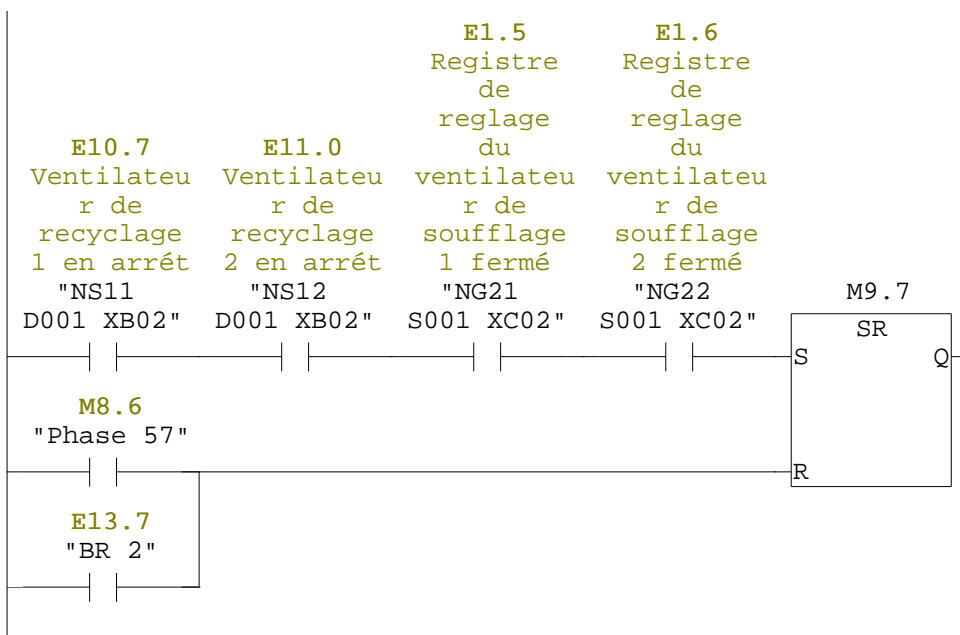 E1.5 E1.6
Registre Registre
de de
reglage reglage
E10.7 E11.0 du du
Ventilateu Ventilateu ventilateu ventilateu
r de r de r de r de
recyclage recyclage soufflage soufflage
1 en arrét 2 en arrét 1 fermé 2 fermé
"NS11 "NS12 "NG21 "NG22 M9.7
D001 XB02" D001 XB02" S001 XC02" S001 XC02"
SR
S Q
M8.6
"Phase 57"
R
E13.7
"BR 2"